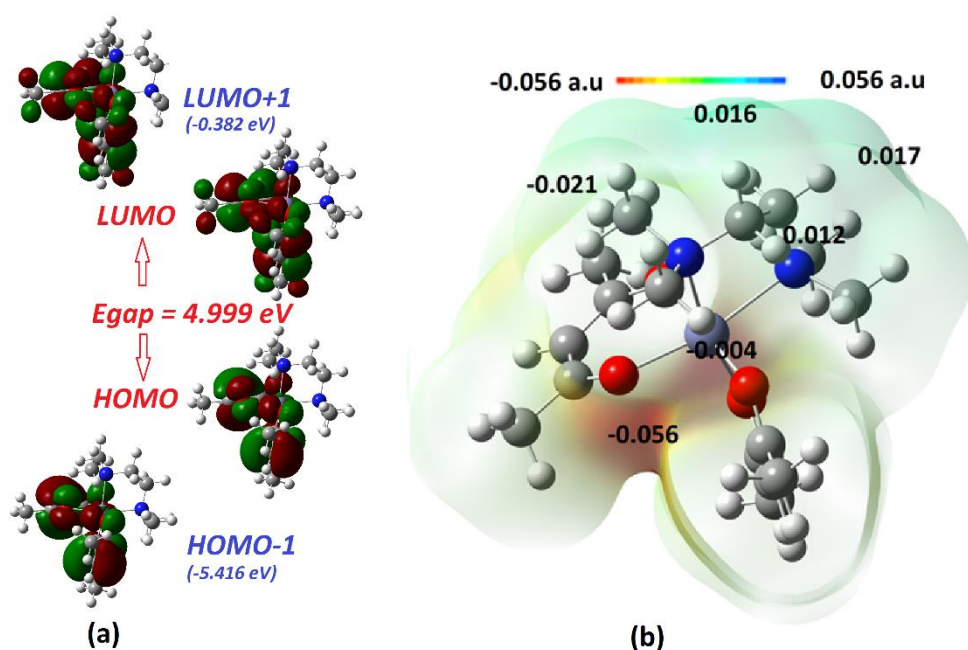 LUMO+1
(-0.382 eV)
LUMO
Egap = 4.999 eV
HOMO
HOMO-1
(-5.416 eV)
(a)
-0.056 a.u 0.056 a.u
0.016
0.017
-0.021
0.012
-0.004
-0.056
(b)